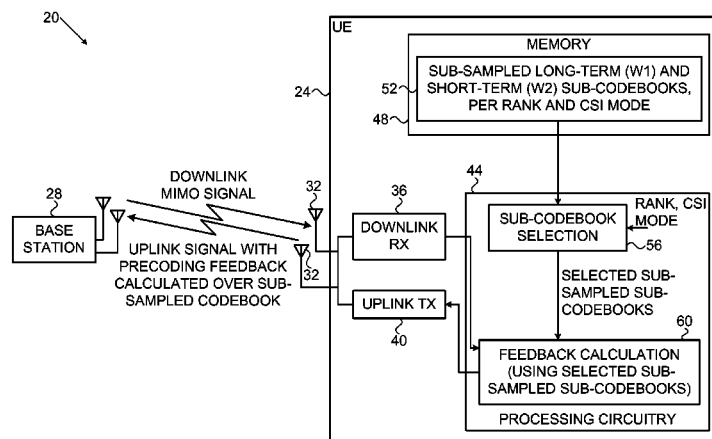 20
UE
MEMORY
52
SUB-SAMPLED LONG-TERM (W1) AND
SHORT-TERM (W2) SUB-CODEBOOKS,
PER RANK AND CSI MODE
24
48
DOWNLINK
MIMO SIGNAL
28
BASE
STATION
UPLINK SIGNAL WITH
PRECODING FEEDBACK
CALCULATED OVER SUB-
SAMPLED CODEBOOK
32
32
36
DOWNLINK
RX
UPLINK TX
40
44
RANK, CSI
MODE
SUB-CODEBOOK
SELECTION
56
SELECTED SUB-
SAMPLED SUB-
CODEBOOKS
60
FEEDBACK CALCULATION
(USING SELECTED SUB-
SAMPLED SUB-CODEBOOKS)
PROCESSING CIRCUITRY